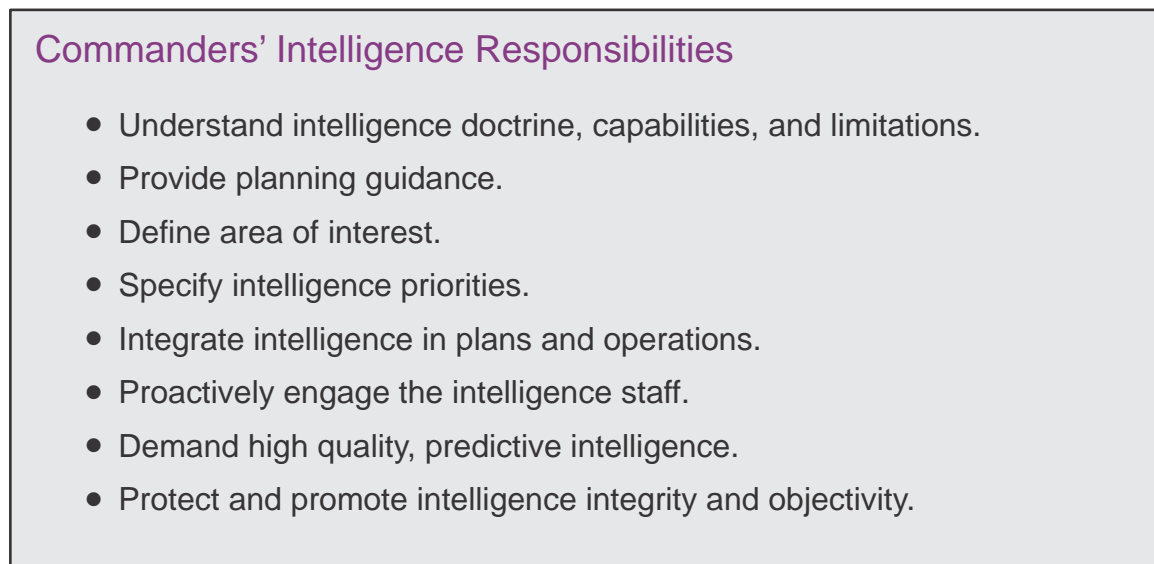 Commanders’ Intelligence Responsibilities
● Understand intelligence doctrine, capabilities, and limitations.
● Provide planning guidance.
● Define area of interest.
● Specify intelligence priorities.
● Integrate intelligence in plans and operations.
● Proactively engage the intelligence staff.
● Demand high quality, predictive intelligence.
● Protect and promote intelligence integrity and objectivity.